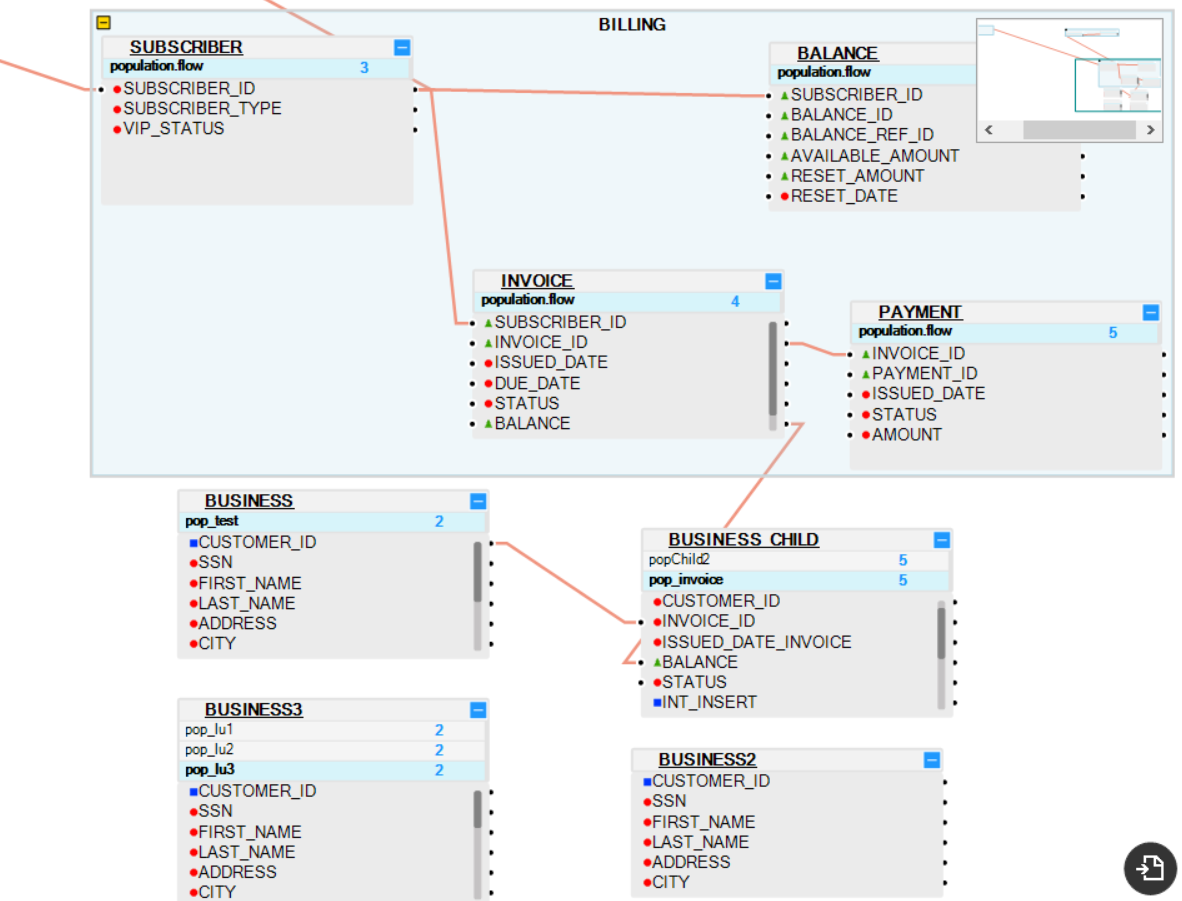 BILLING
SUBSCRIBER
population.flow 3
SUBSCRIBER_ID
SUBSCRIBER_TYPE
VIP_STATUS
BALANCE
population.flow
SUBSCRIBER_ID
BALANCE_ID
BALANCE_REF_ID
AVAILABLE_AMOUNT
RESET_AMOUNT
RESET_DATE
INVOICE
population.flow 4
SUBSCRIBER_ID
INVOICE_ID
ISSUED_DATE
DUE_DATE
STATUS
BALANCE
PAYMENT
population.flow 5
INVOICE_ID
PAYMENT_ID
ISSUED_DATE
STATUS
AMOUNT
BUSINESS
pop_test 2
CUSTOMER_ID
SSN
FIRST_NAME
LAST_NAME
ADDRESS
CITY
BUSINESS_CHILD
popChild2 5
pop_invoice 5
CUSTOMER_ID
INVOICE_ID
ISSUED_DATE_INVOICE
BALANCE
STATUS
INT_INSERT
BUSINESS3
pop_lu1 2
pop_lu2 2
pop_lu3 2
CUSTOMER_ID
SSN
FIRST_NAME
LAST_NAME
ADDRESS
CITY
BUSINESS2
CUSTOMER_ID
SSN
FIRST_NAME
LAST_NAME
ADDRESS
CITY